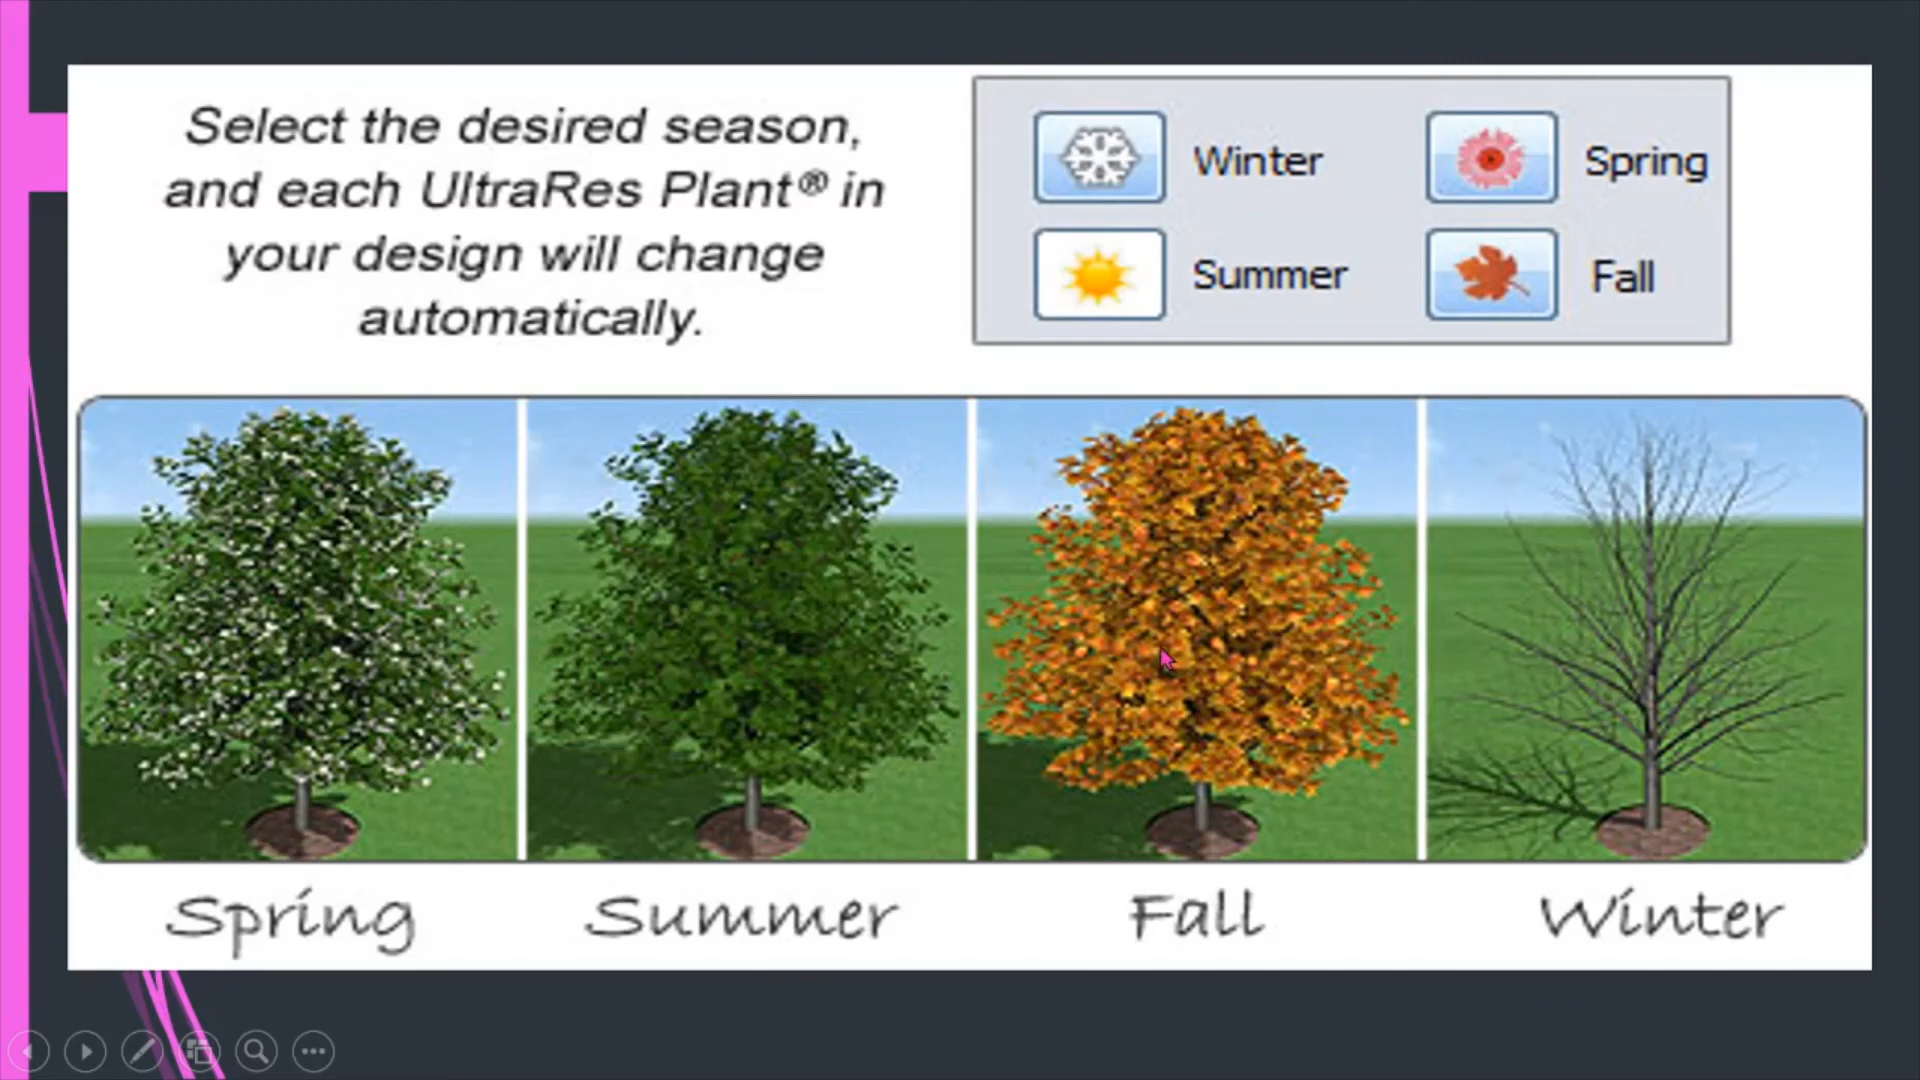 Select the desired season,
and each UltraRes Plant® in
your design will change
automatically.
Winter
Spring
Summer
Fall
Spring
Summer
Fall
Winter